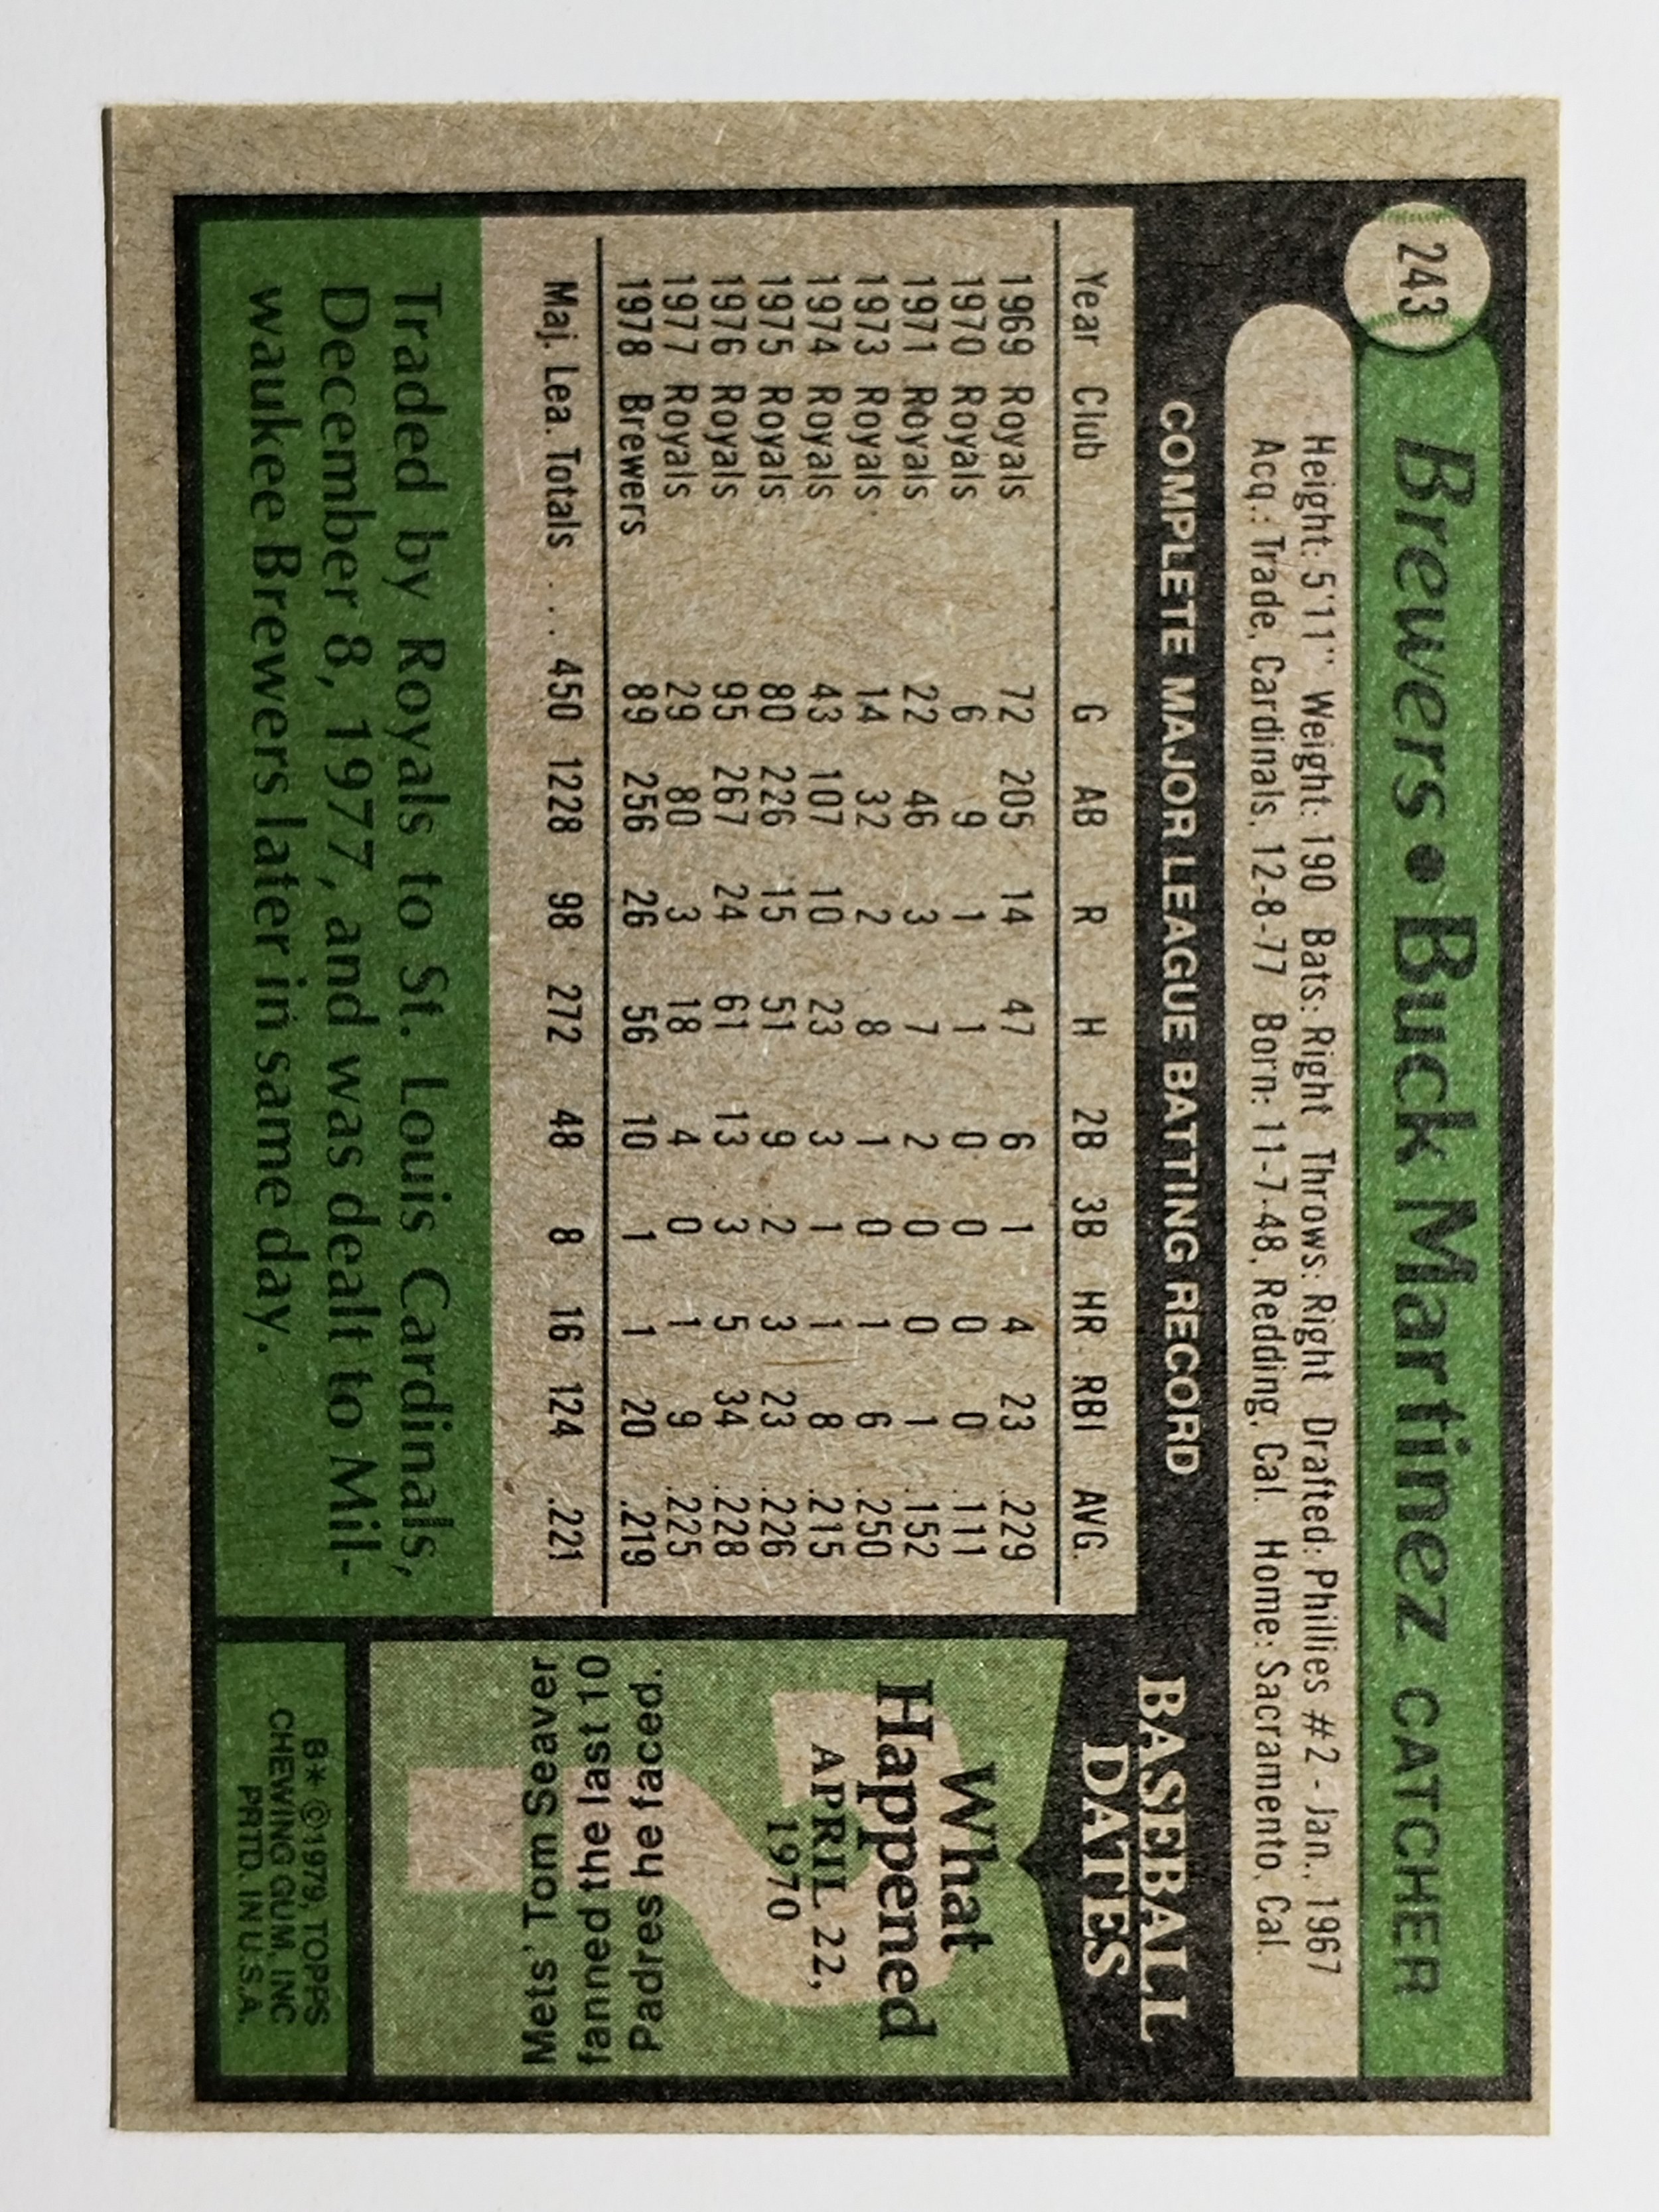 243
Brewers • Buck Martinez CATCHER
Height: 5'11" Weight: 190 Bats: Right Throws: Right Drafted: Phillies #2 - Jan., 1967
Acq.: Trade, Cardinals, 12-8-77 Born: 11-7-48, Redding, Cal. Home: Sacramento, Cal.
COMPLETE MAJOR LEAGUE BATTING RECORD
Year Club G AB R H 2B 3B HR RBI AVG.
1969 Royals 72 205 14 47 6 1 4 23 .229
1970 Royals 6 9 1 1 0 0 0 0 .111
1971 Royals 22 46 3 7 2 0 0 1 .152
1973 Royals 14 32 2 8 1 0 1 6 .250
1974 Royals 43 107 10 23 3 1 1 8 .215
1975 Royals 80 226 15 51 9 2 3 23 .226
1976 Royals 95 267 24 61 13 3 5 34 .228
1977 Royals 29 80 3 18 4 0 1 9 .225
1978 Brewers 89 256 26 56 10 1 1 20 .219
Maj. Lea. Totals . . . 450 1228 98 272 48 8 16 124 .221
Traded by Royals to St. Louis Cardinals,
December 8, 1977, and was dealt to Mil-
waukee Brewers later in same day.
BASEBALL
DATES
What
Happened
APRIL 22,
1970
Mets' Tom Seaver
fanned the last 10
Padres he faced.
B* ©1979, TOPPS
CHEWING GUM, INC
PRTD. IN U.S.A.